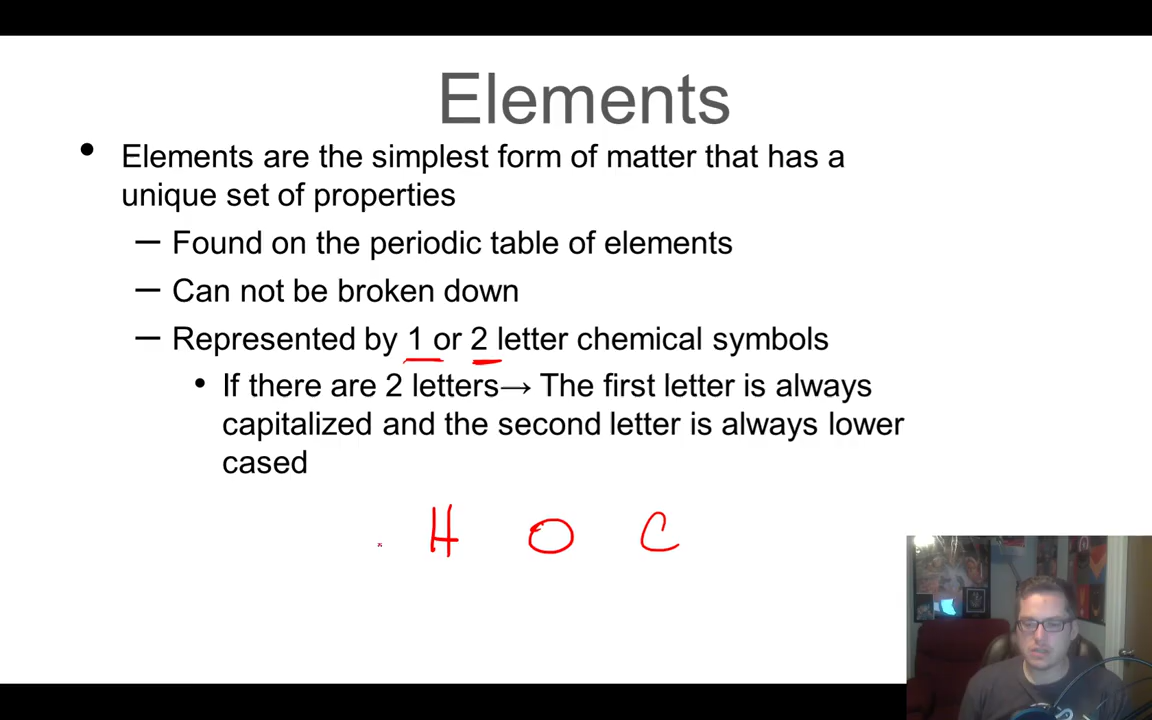 Elements
• Elements are the simplest form of matter that has a
unique set of properties
– Found on the periodic table of elements
– Can not be broken down
– Represented by 1 or 2 letter chemical symbols
• If there are 2 letters→ The first letter is always
capitalized and the second letter is always lower
cased
H O C